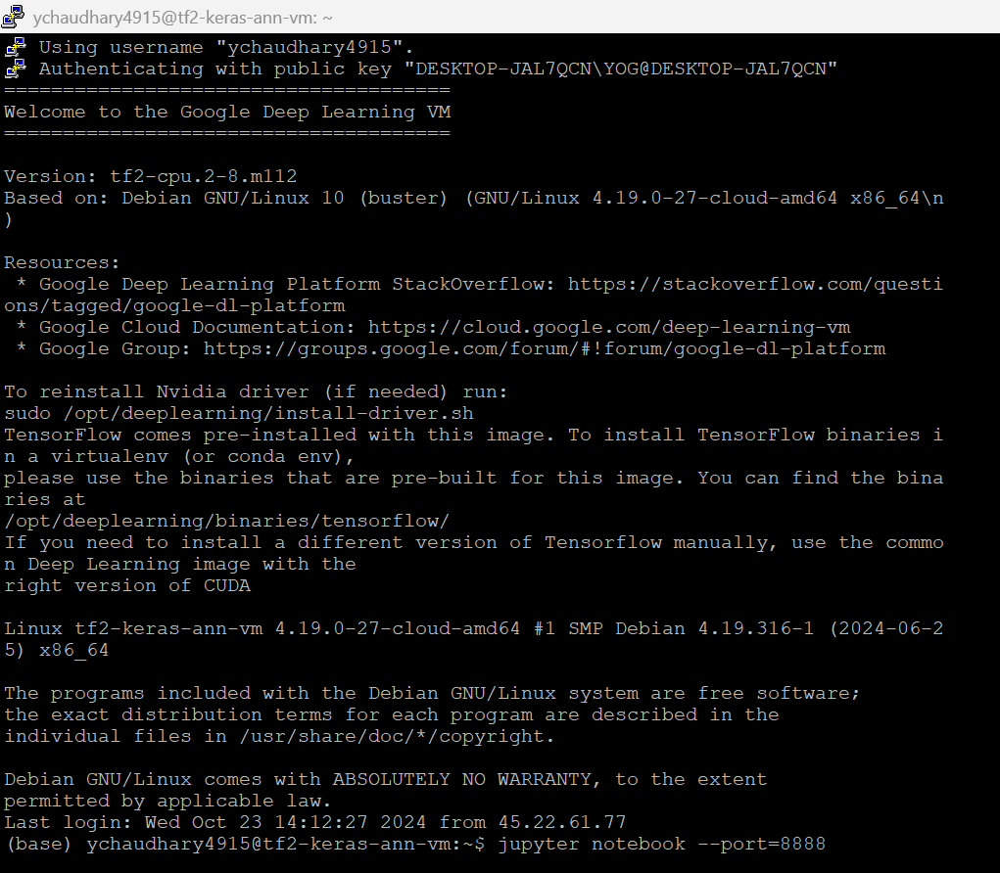 ychaudhary4915@tf2-keras-ann-vm: ~
Using username "ychaudhary4915".
Authenticating with public key "DESKTOP-JAL7QCN\YOG@DESKTOP-JAL7QCN"
======================================
Welcome to the Google Deep Learning VM
======================================
Version: tf2-cpu.2-8.m112
Based on: Debian GNU/Linux 10 (buster) (GNU/Linux 4.19.0-27-cloud-amd64 x86_64\n
)
Resources:
 * Google Deep Learning Platform StackOverflow: https://stackoverflow.com/questi
ons/tagged/google-dl-platform
 * Google Cloud Documentation: https://cloud.google.com/deep-learning-vm
 * Google Group: https://groups.google.com/forum/#!forum/google-dl-platform
To reinstall Nvidia driver (if needed) run:
sudo /opt/deeplearning/install-driver.sh
TensorFlow comes pre-installed with this image. To install TensorFlow binaries i
n a virtualenv (or conda env),
please use the binaries that are pre-built for this image. You can find the bina
ries at
/opt/deeplearning/binaries/tensorflow/
If you need to install a different version of Tensorflow manually, use the commo
n Deep Learning image with the
right version of CUDA
Linux tf2-keras-ann-vm 4.19.0-27-cloud-amd64 #1 SMP Debian 4.19.316-1 (2024-06-2
5) x86_64
The programs included with the Debian GNU/Linux system are free software;
the exact distribution terms for each program are described in the
individual files in /usr/share/doc/*/copyright.
Debian GNU/Linux comes with ABSOLUTELY NO WARRANTY, to the extent
permitted by applicable law.
Last login: Wed Oct 23 14:12:27 2024 from 45.22.61.77
(base) ychaudhary4915@tf2-keras-ann-vm:~$ jupyter notebook --port=8888